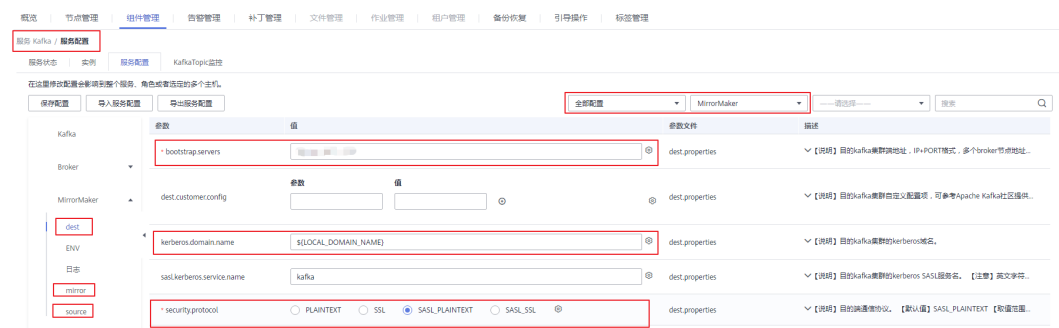 概览 节点管理 组件管理 告警管理 补丁管理 文件管理 作业管理 租户管理 备份恢复 引导操作 标签管理
服务 Kafka / 服务配置
服务状态 实例 服务配置 KafkaTopic监控
在这里修改配置会影响到整个服务、角色或者选定的多个主机。
保存配置 导入服务配置 导出服务配置 全部配置 MirrorMaker ——请选择—— 搜索
Kafka
Broker
MirrorMaker
dest
ENV
日志
mirror
source
参数 值 参数文件 描述
* bootstrap.servers dest.properties 【说明】目的kafka集群端地址，IP+PORT格式，多个broker节点地址...
参数 值
dest.customer.config dest.properties 【说明】目的kafka集群自定义配置项，可参考Apache Kafka社区提供...
kerberos.domain.name ${LOCAL_DOMAIN_NAME} dest.properties 【说明】目的kafka集群的kerberos域名。
sasl.kerberos.service.name kafka dest.properties 【说明】目的kafka集群的kerberos SASL服务名。 【注意】英文字符...
* security.protocol PLAINTEXT SSL SASL_PLAINTEXT SASL_SSL dest.properties 【说明】目的端通信协议。 【默认值】SASL_PLAINTEXT 【取值范围...